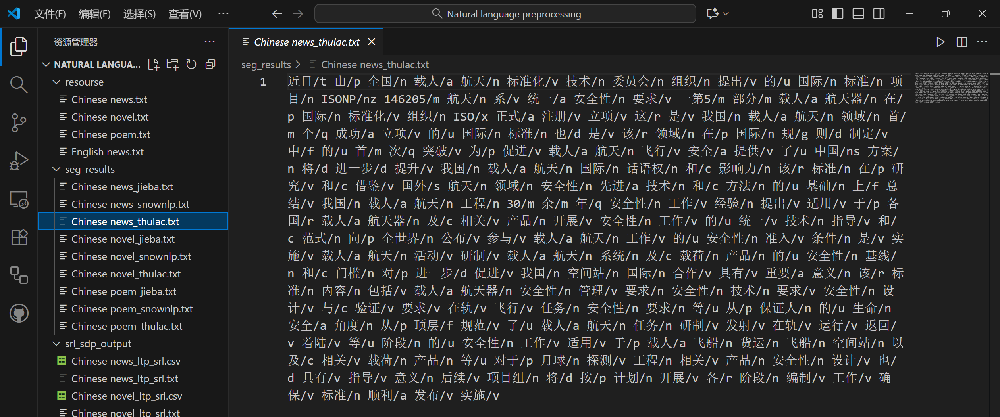 文件(F) 编辑(E) 选择(S) 查看(V) ··· Natural language preprocessing
资源管理器 ···
NATURAL LANGUA...
resourse
Chinese news.txt
Chinese novel.txt
Chinese poem.txt
English news.txt
seg_results
Chinese news_jieba.txt
Chinese news_snownlp.txt
Chinese news_thulac.txt
Chinese novel_jieba.txt
Chinese novel_snownlp.txt
Chinese novel_thulac.txt
Chinese poem_jieba.txt
Chinese poem_snownlp.txt
Chinese poem_thulac.txt
srl_sdp_output
Chinese news_ltp_srl.csv
Chinese news_ltp_srl.txt
Chinese novel_ltp_srl.csv
Chinese novel_ltp_srl.txt
Chinese news_thulac.txt
seg_results > Chinese news_thulac.txt
1 近日/t 由/p 全国/n 载人/a 航天/n 标准化/v 技术/n 委员会/n 组织/n 提出/v 的/u 国际/n 标准/n 项
目/n ISONP/nz 146205/m 航天/n 系/v 统一/a 安全性/n 要求/v 一第5/m 部分/m 载人/a 航天器/n 在/
p 国际/n 标准化/v 组织/n ISO/x 正式/a 注册/v 立项/v 这/r 是/v 我国/n 载人/a 航天/n 领域/n 首/
m 个/q 成功/a 立项/v 的/u 国际/n 标准/n 也/d 是/v 该/r 领域/n 在/p 国际/n 规/g 则/d 制定/v
中/f 的/u 首/m 次/q 突破/v 为/p 促进/v 载人/a 航天/n 飞行/v 安全/a 提供/v 了/u 中国/ns 方案/
n 将/d 进一步/d 提升/v 我国/n 载人/a 航天/n 国际/n 话语权/n 和/c 影响力/n 该/r 标准/n 在/p 研
究/v 和/c 借鉴/v 国外/s 航天/n 领域/n 安全性/n 先进/a 技术/n 和/c 方法/n 的/u 基础/n 上/f 总
结/v 我国/n 载人/a 航天/n 工程/n 30/m 余/m 年/q 安全性/n 工作/v 经验/n 提出/v 适用/v 于/p 各
国/r 载人/a 航天器/n 及/c 相关/v 产品/n 开展/v 安全性/n 工作/v 的/u 统一/v 技术/n 指导/v 和/
c 范式/n 向/p 全世界/n 公布/v 参与/v 载人/a 航天/n 工作/v 的/u 安全性/n 准入/v 条件/n 是/v 实
施/v 载人/a 航天/n 活动/v 研制/v 载人/a 航天/n 系统/n 及/c 载荷/n 产品/n 的/u 安全性/n 基线/
n 和/c 门槛/n 对/p 进一步/d 促进/v 我国/n 空间站/n 国际/n 合作/v 具有/v 重要/a 意义/n 该/r 标
准/n 内容/n 包括/v 载人/a 航天器/n 安全性/n 管理/v 要求/n 安全性/n 技术/n 要求/v 安全性/n 设
计/v 与/c 验证/v 要求/v 在轨/v 飞行/v 任务/n 安全性/n 要求/n 等/u 从/p 保证人/n 的/u 生命/n
安全/a 角度/n 从/p 顶层/f 规范/v 了/u 载人/a 航天/n 任务/n 研制/v 发射/v 在轨/v 运行/v 返回/
v 着陆/v 等/u 阶段/n 的/u 安全性/n 工作/v 适用/v 于/p 载人/a 飞船/n 货运/n 飞船/n 空间站/n 以
及/c 相关/v 载荷/n 产品/n 等/u 对于/p 月球/n 探测/v 工程/n 相关/v 产品/n 安全性/n 设计/v 也/
d 具有/v 指导/v 意义/n 后续/v 项目组/n 将/d 按/p 计划/n 开展/v 各/r 阶段/n 编制/v 工作/v 确
保/v 标准/n 顺利/a 发布/v 实施/v